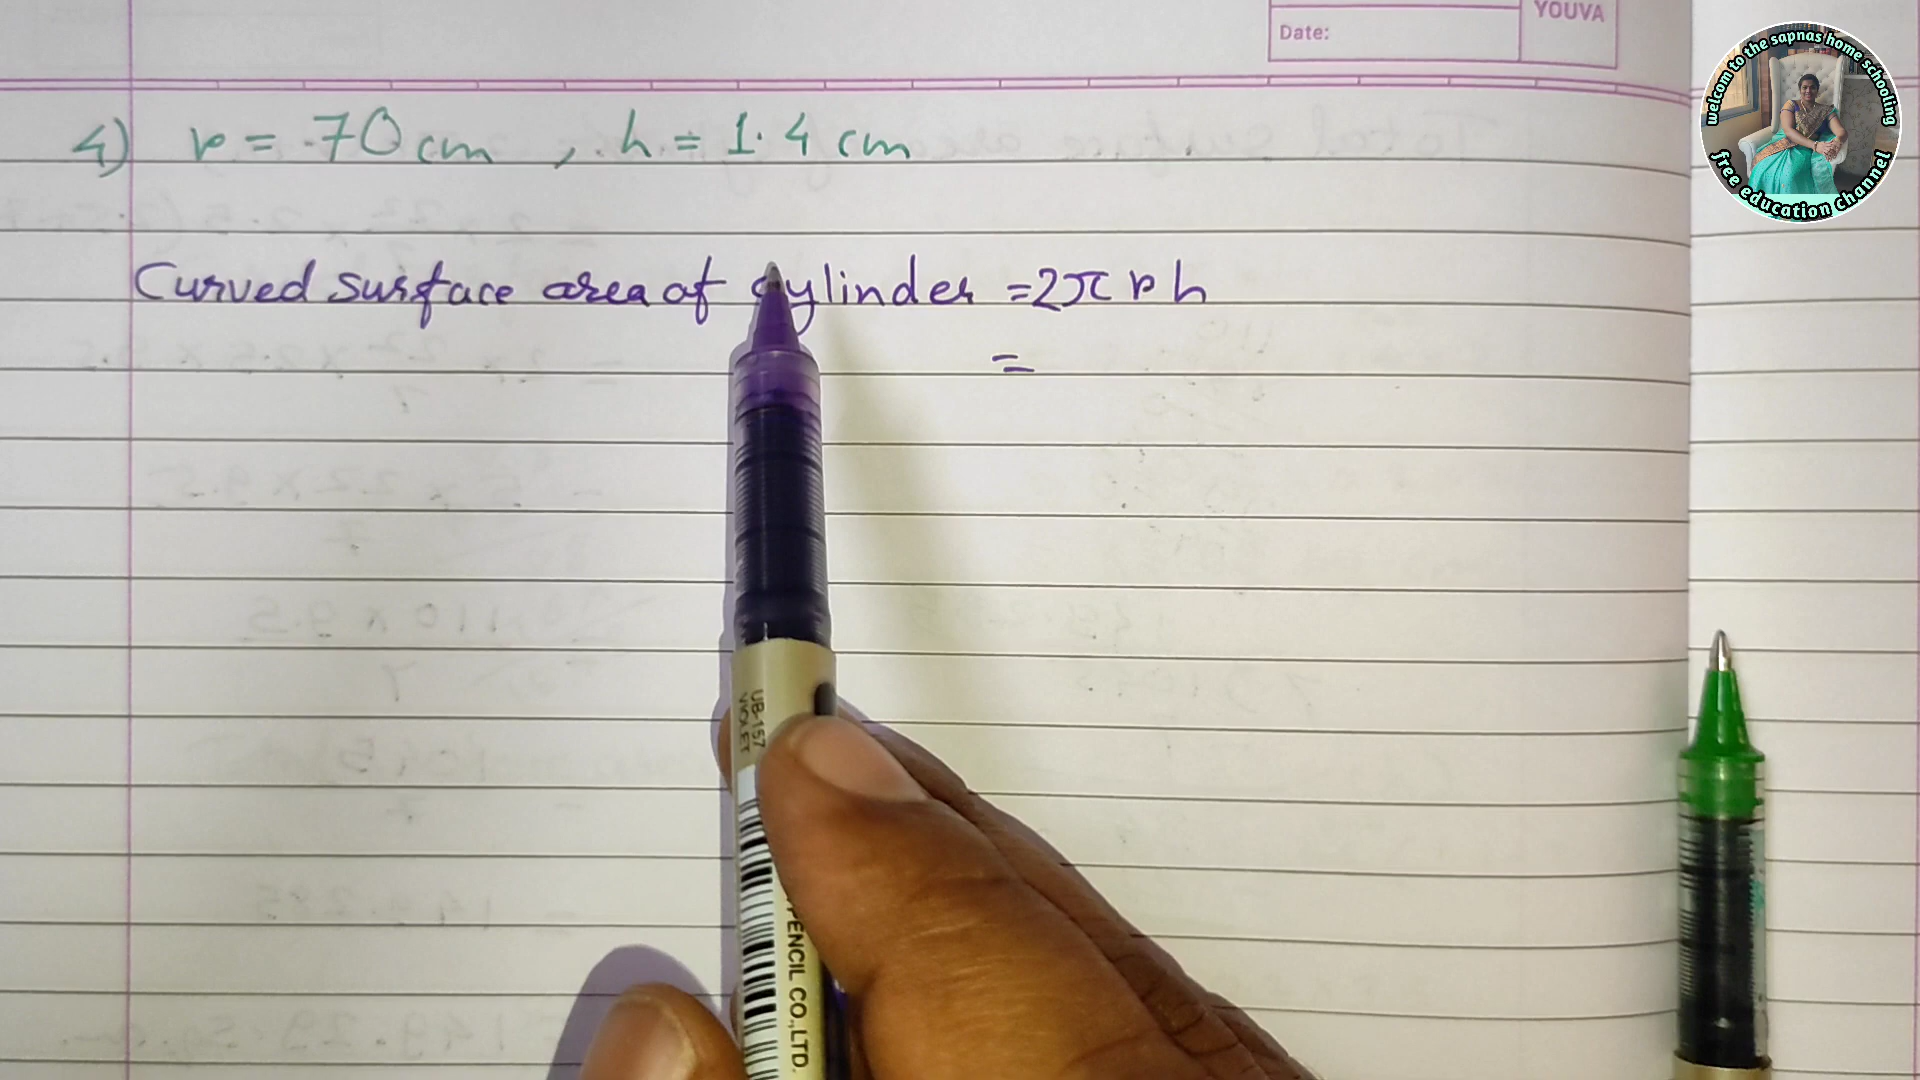 YOUVA
Date:
welcom to the sapnas home schooling
free education channel
4) r = 70 cm , h = 1.4 cm
Curved surface area of cylinder = 2πrh
=
UB-157
VIOLET
PENCIL CO.,LTD.